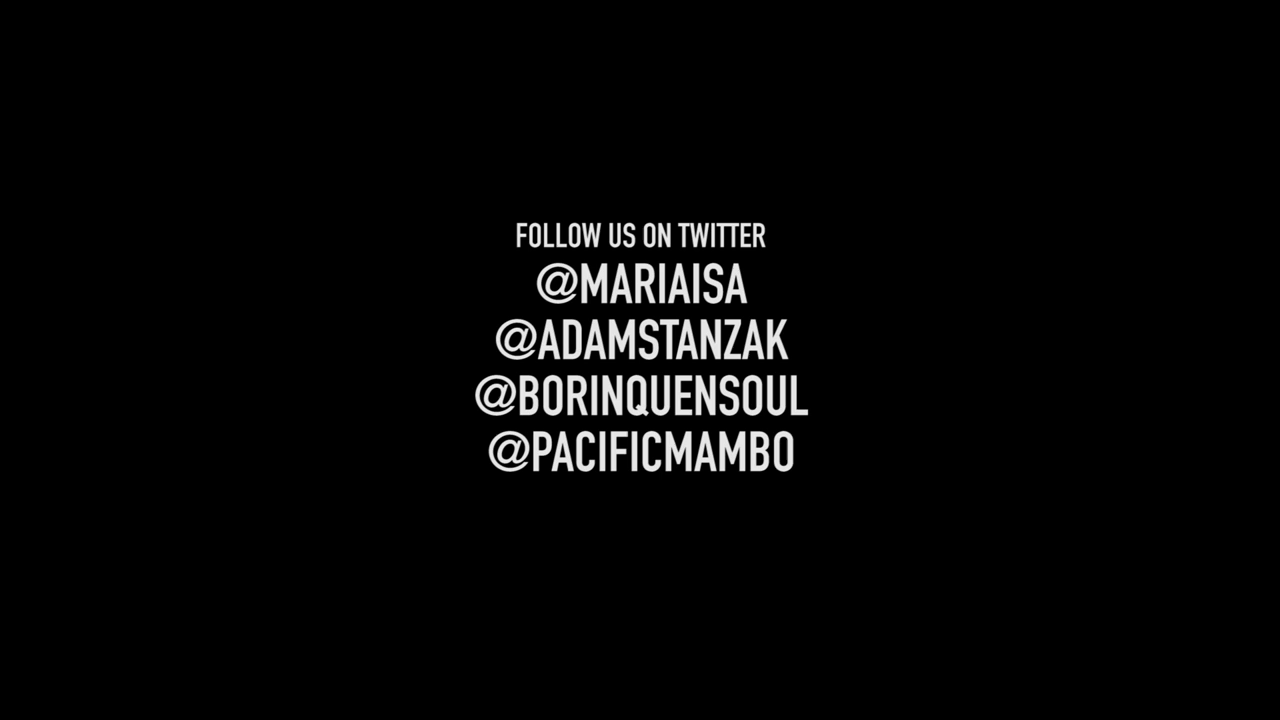 FOLLOW US ON TWITTER
@MARIAISA
@ADAMSTANZAK
@BORINQUENSOUL
@PACIFICMAMBO